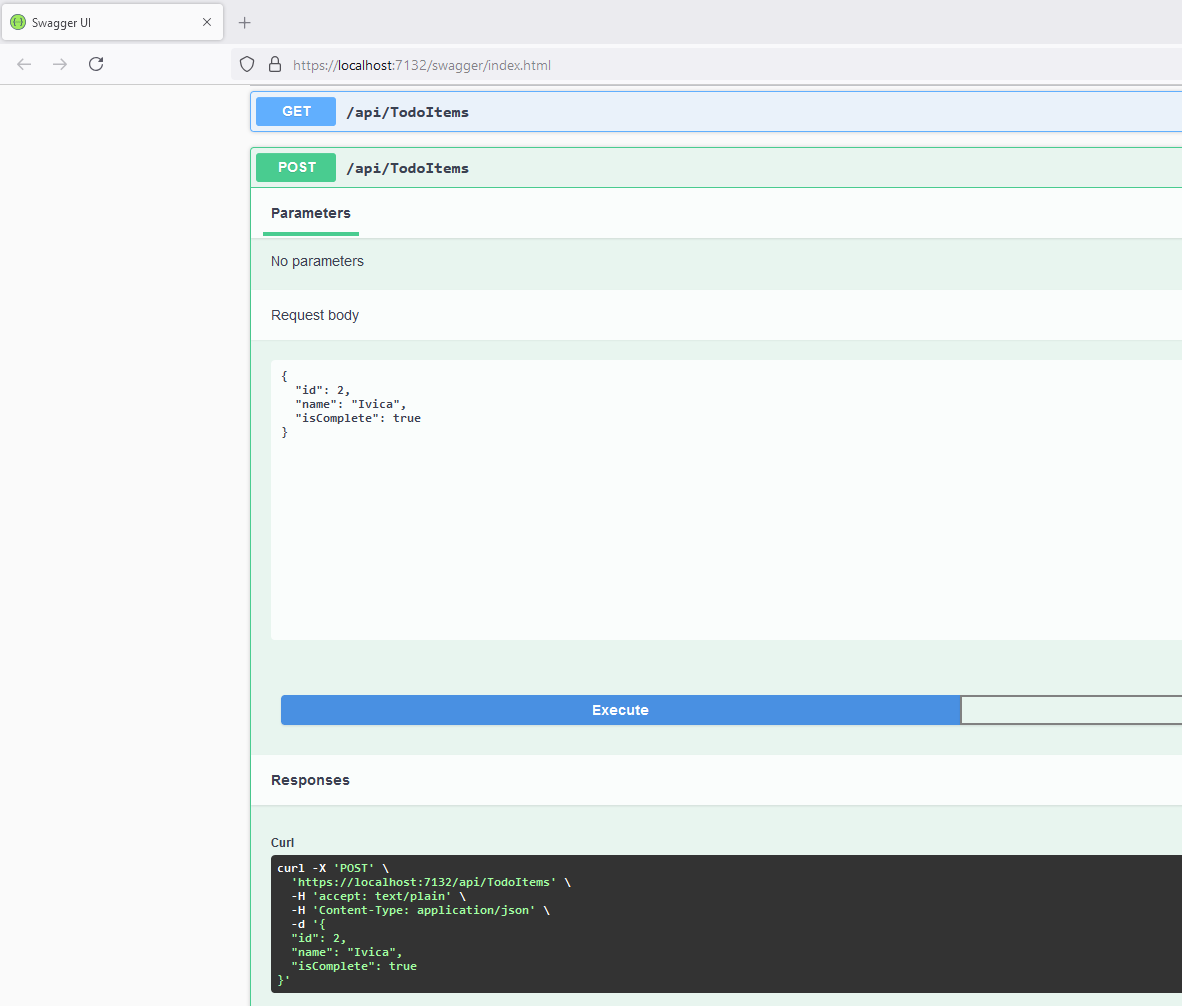 Swagger UI
https://localhost:7132/swagger/index.html
GET /api/TodoItems
POST /api/TodoItems
Parameters
No parameters
Request body
{
  "id": 2,
  "name": "Ivica",
  "isComplete": true
}
Execute
Responses
Curl
curl -X 'POST' \
  'https://localhost:7132/api/TodoItems' \
  -H 'accept: text/plain' \
  -H 'Content-Type: application/json' \
  -d '{
  "id": 2,
  "name": "Ivica",
  "isComplete": true
}'